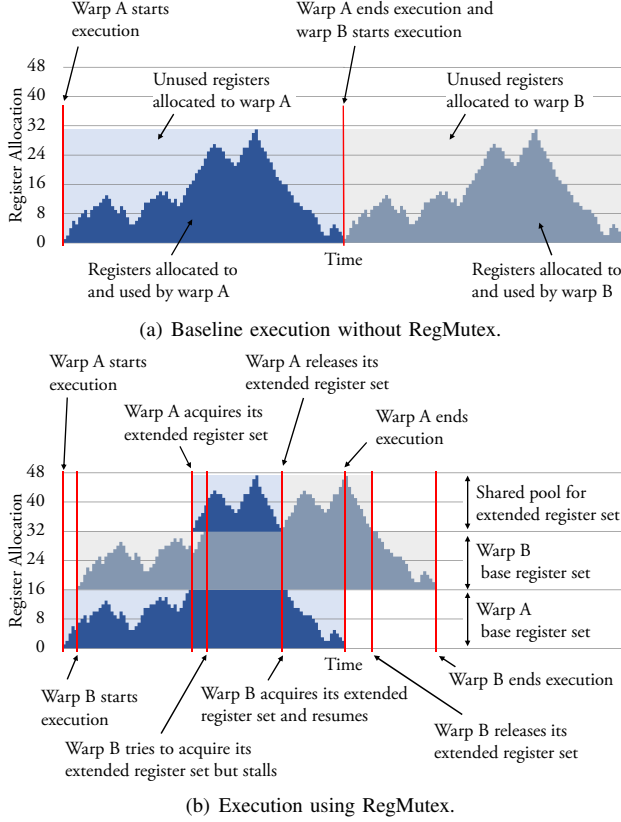 Warp A starts
execution
Warp A ends execution and
warp B starts execution
48
40
32
24
16
8
0
Register Allocation
Unused registers
allocated to warp A
Unused registers
allocated to warp B
Time
Registers allocated to
and used by warp A
Registers allocated to
and used by warp B
(a) Baseline execution without RegMutex.
Warp A starts
execution
Warp A releases its
extended register set
Warp A acquires its
extended register set
Warp A ends
execution
48
40
32
24
16
8
0
Register Allocation
Shared pool for
extended register set
Warp B
base register set
Warp A
base register set
Time
Warp B starts
execution
Warp B acquires its extended
register set and resumes
Warp B ends execution
Warp B tries to acquire its
extended register set but stalls
Warp B releases its
extended register set
(b) Execution using RegMutex.